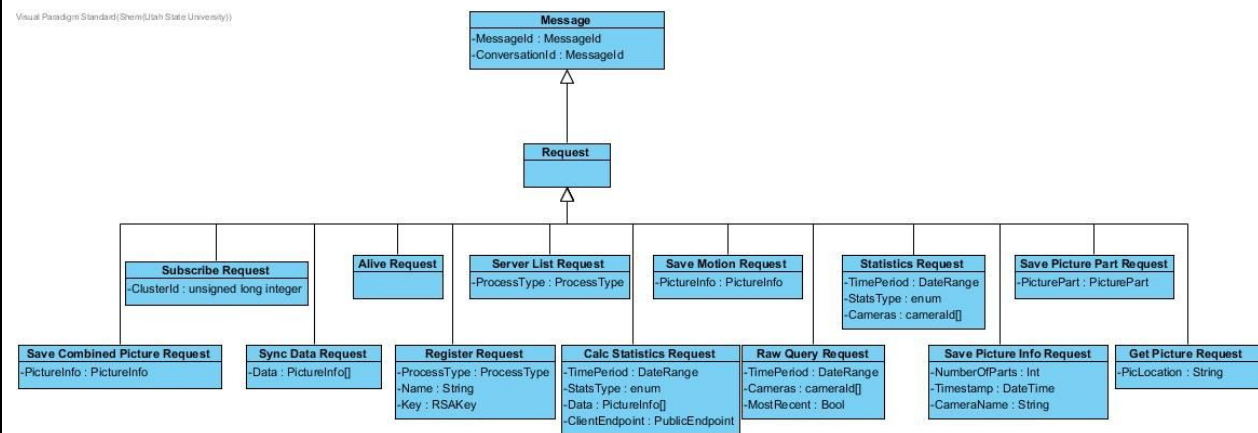 Visual Paradigm Standard(Shem(Utah State University))
Message
-MessageId : MessageId
-ConversationId : MessageId
Request
Subscribe Request
-ClusterId : unsigned long integer
Alive Request
Server List Request
-ProcessType : ProcessType
Save Motion Request
-PictureInfo : PictureInfo
Statistics Request
-TimePeriod : DateRange
-StatsType : enum
-Cameras : cameraId[]
Save Picture Part Request
-PicturePart : PicturePart
Save Combined Picture Request
-PictureInfo : PictureInfo
Sync Data Request
-Data : PictureInfo[]
Register Request
-ProcessType : ProcessType
-Name : String
-Key : RSAKey
Calc Statistics Request
-TimePeriod : DateRange
-StatsType : enum
-Data : PictureInfo[]
-ClientEndpoint : PublicEndpoint
Raw Query Request
-TimePeriod : DateRange
-Cameras : cameraId[]
-MostRecent : Bool
Save Picture Info Request
-NumberOfParts : Int
-Timestamp : DateTime
-CameraName : String
Get Picture Request
-PicLocation : String